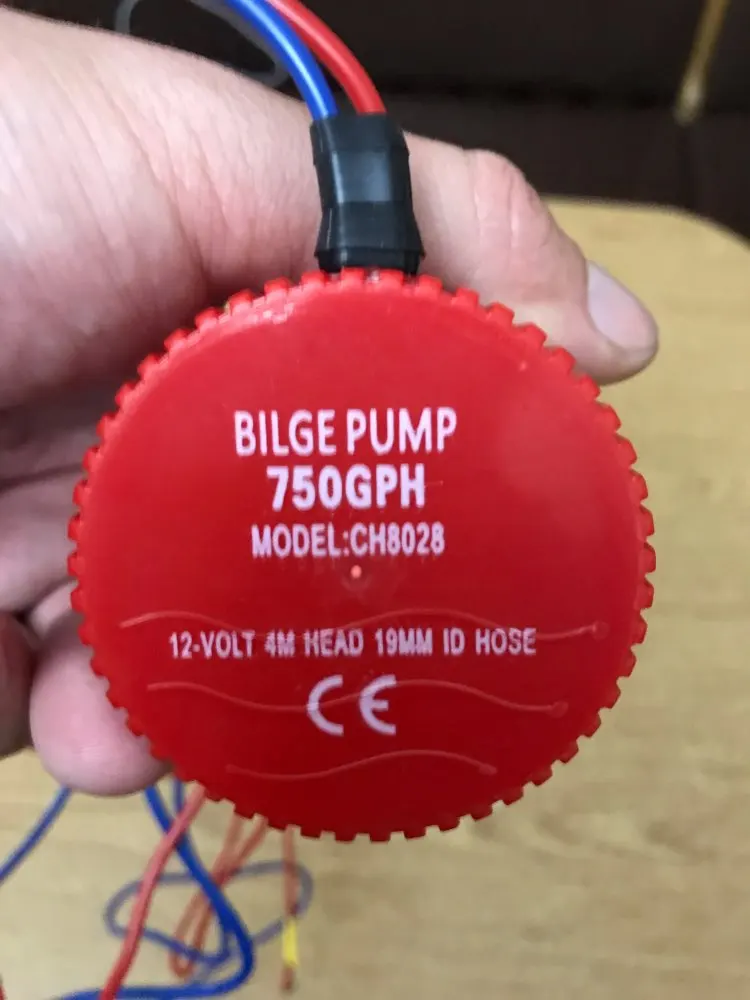 BILGE PUMP
750GPH
MODEL:CH8028
12-VOLT 4M HEAD 19MM ID HOSE
CE